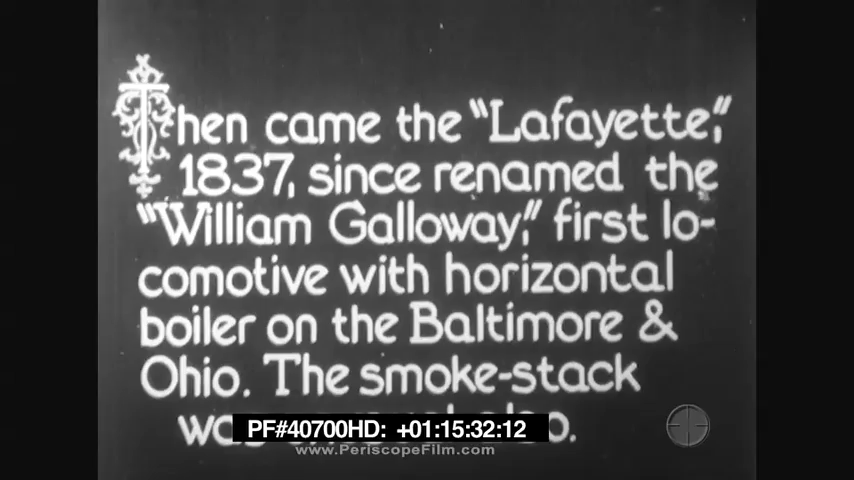 Then came the "Lafayette,"
1837, since renamed the
"William Galloway," first lo-
comotive with horizontal
boiler on the Baltimore &
Ohio. The smoke-stack
PF#40700HD: +01:15:32:12
www.PeriscopeFilm.com